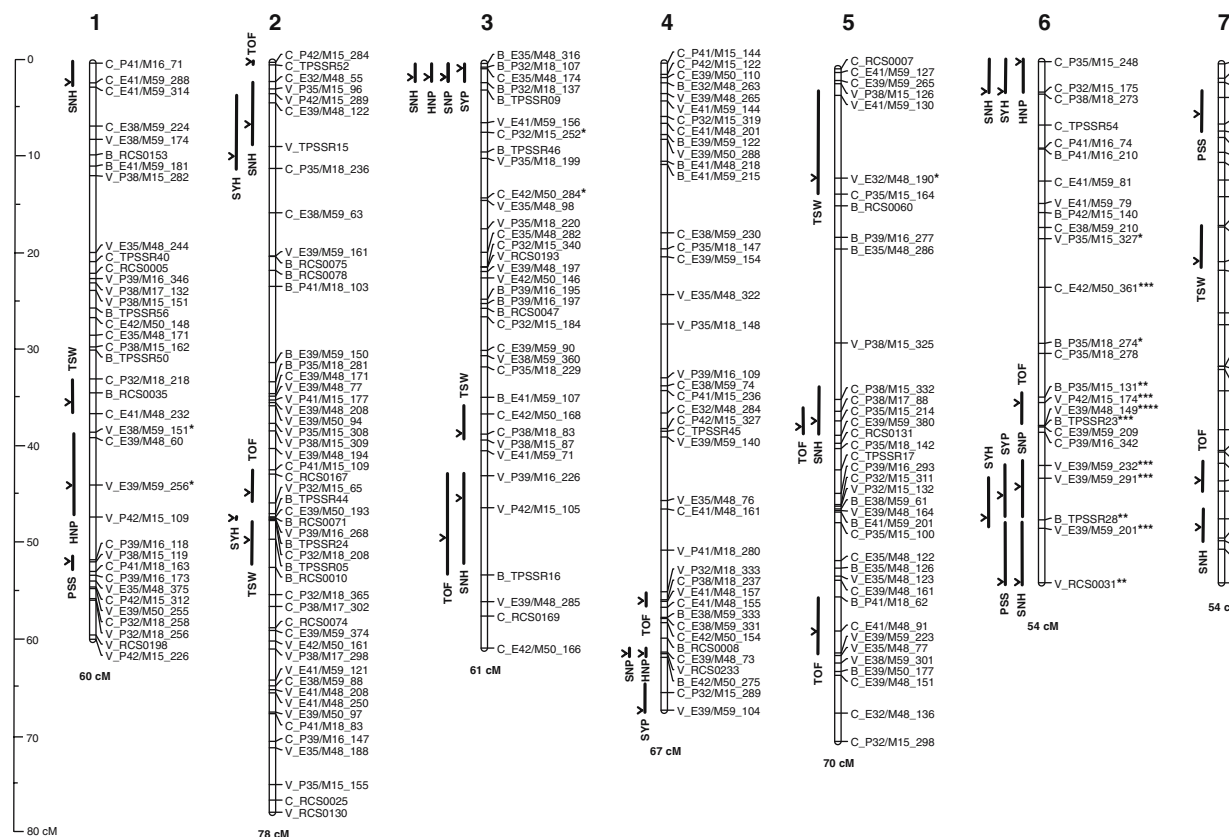 1
2
3
4
5
6
7
0
10
20
30
40
50
60
70
80 cM
C_P41/M16_71
C_E41/M59_288
C_E41/M59_314
C_E38/M59_224
V_E38/M59_174
B_RCS0153
B_E41/M59_181
V_P38/M15_282
V_E35/M48_244
C_TPSSR40
C_RCS0005
V_P39/M16_346
V_P38/M17_132
V_P38/M15_151
B_TPSSR56
C_E42/M50_148
C_E35/M48_171
C_P38/M15_162
B_TPSSR50
C_P32/M18_218
B_RCS0035
C_E41/M48_232
V_E38/M59_151*
C_E39/M48_60
V_E39/M59_256*
V_P42/M15_109
C_P39/M16_118
V_P38/M15_119
C_P41/M18_163
C_P39/M16_173
V_E35/M48_375
C_P42/M15_312
V_E39/M50_255
C_P32/M18_258
V_P32/M18_256
V_RCS0198
V_P42/M15_226
60 cM
SNH
TSW
HNP
PSS
C_P42/M15_284
C_TPSSR52
C_E32/M48_55
V_P35/M15_96
V_P42/M15_289
C_E39/M48_122
V_TPSSR15
C_P35/M18_236
C_E38/M59_63
V_E39/M59_161
B_RCS0075
B_RCS0078
B_P41/M18_103
B_E39/M59_150
B_P35/M18_281
C_E39/M48_171
V_E39/M48_77
V_P41/M15_177
V_E39/M48_208
V_E39/M50_94
V_P35/M15_308
V_P38/M15_309
V_E39/M48_194
C_P41/M15_109
C_RCS0167
V_P32/M15_65
B_TPSSR44
C_E39/M50_193
B_RCS0071
V_P39/M16_268
B_TPSSR24
C_P32/M18_208
B_TPSSR05
B_RCS0010
C_P32/M18_365
C_P38/M17_302
C_RCS0074
C_E39/M59_374
V_E42/M50_161
V_P38/M17_298
V_E41/M59_121
C_E38/M59_88
V_E41/M48_208
V_E41/M48_250
V_E39/M50_97
C_P41/M18_83
C_P39/M16_147
V_E35/M48_188
V_P35/M15_155
C_RCS0025
V_RCS0130
78 cM
TOF
SYH
SNH
TOF
SYH
TSW
B_E35/M48_316
B_P32/M18_107
C_E35/M48_174
B_P32/M18_137
B_TPSSR09
V_E41/M59_156
C_P32/M15_252*
B_TPSSR46
V_P35/M18_199
C_E42/M50_284*
V_E35/M48_98
V_P35/M18_220
C_E35/M48_282
C_P32/M15_340
V_RCS0193
V_E39/M48_197
V_E42/M50_146
B_P39/M16_195
B_P39/M16_197
B_RCS0047
C_P32/M15_184
C_E39/M59_90
V_E38/M59_360
C_P35/M18_229
B_E41/M59_107
C_E42/M50_168
C_P38/M18_83
V_P38/M15_87
V_E41/M59_71
V_P39/M16_226
V_P42/M15_105
B_TPSSR16
V_E39/M48_285
C_RCS0169
C_E42/M50_166
61 cM
SNH
HNP
SNP
SYP
TSW
TOF
SNH
C_P41/M15_144
C_P42/M15_122
C_E39/M50_110
B_E32/M48_263
V_E39/M48_265
V_E41/M59_144
C_P32/M15_319
C_E41/M48_201
B_E39/M59_122
V_E39/M50_288
B_E41/M48_218
B_E41/M59_215
C_E38/M59_230
C_P35/M18_147
C_E39/M59_154
V_E35/M48_322
V_P35/M18_148
V_P39/M16_109
C_E38/M59_74
C_P41/M15_236
C_E32/M48_284
C_P42/M15_327
C_TPSSR45
V_E39/M59_140
V_E35/M48_76
C_E41/M48_161
V_P41/M18_280
V_P32/M18_333
C_P38/M18_237
V_E41/M48_157
C_E41/M48_155
B_E38/M59_333
C_E38/M59_331
C_E42/M50_154
B_RCS0008
C_E39/M48_73
V_RCS0233
B_E42/M50_275
C_P32/M15_289
V_E39/M59_104
67 cM
TOF
SNP
HNP
SYP
C_RCS0007
C_E41/M59_127
C_E39/M59_265
V_P38/M15_126
V_E41/M59_130
V_E32/M48_190*
C_P35/M15_164
B_RCS0060
B_P39/M16_277
B_E35/M48_286
V_P38/M15_325
C_P38/M15_332
C_P38/M17_88
C_P35/M15_214
C_E39/M59_380
C_RCS0131
V_P35/M18_142
C_TPSSR17
C_P39/M16_293
C_P32/M15_311
V_P32/M15_132
B_E38/M59_61
V_E39/M48_164
B_E41/M59_201
C_P35/M15_100
C_E35/M48_122
B_E35/M48_126
V_E35/M48_123
C_E39/M48_161
B_P41/M18_62
C_E41/M48_91
V_E39/M59_223
V_E35/M48_77
V_E38/M59_301
B_E39/M50_177
C_E39/M48_151
C_E32/M48_136
C_P32/M15_298
70 cM
TSW
TOF
SNH
TOF
C_P35/M15_248
C_P32/M15_175
C_P38/M18_273
C_TPSSR54
C_P41/M16_74
B_P41/M16_210
C_E41/M59_81
V_E41/M59_79
B_P42/M15_140
C_E38/M59_210
V_P35/M15_327*
C_E42/M50_361***
B_P35/M18_274*
C_P35/M18_278
B_P35/M15_131**
V_P42/M15_174***
V_E39/M48_149****
B_TPSSR23***
C_E39/M59_209
C_P39/M16_342
V_E39/M59_232***
V_E39/M59_291***
B_TPSSR28**
V_E39/M59_201***
V_RCS0031**
54 cM
SNH
SYH
HNP
TOF
SYH
SYP
SNP
PSS
SNH
PSS
TSW
TOF
SNH
54 c